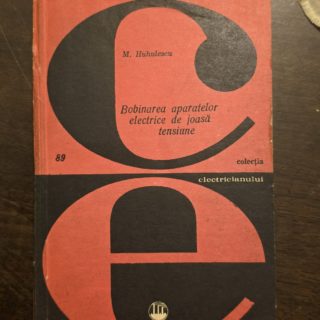 M. Huhulescu
Bobinarea aparatelor
electrice de joasă
tensiune
89
colecția
electricianului
c
e